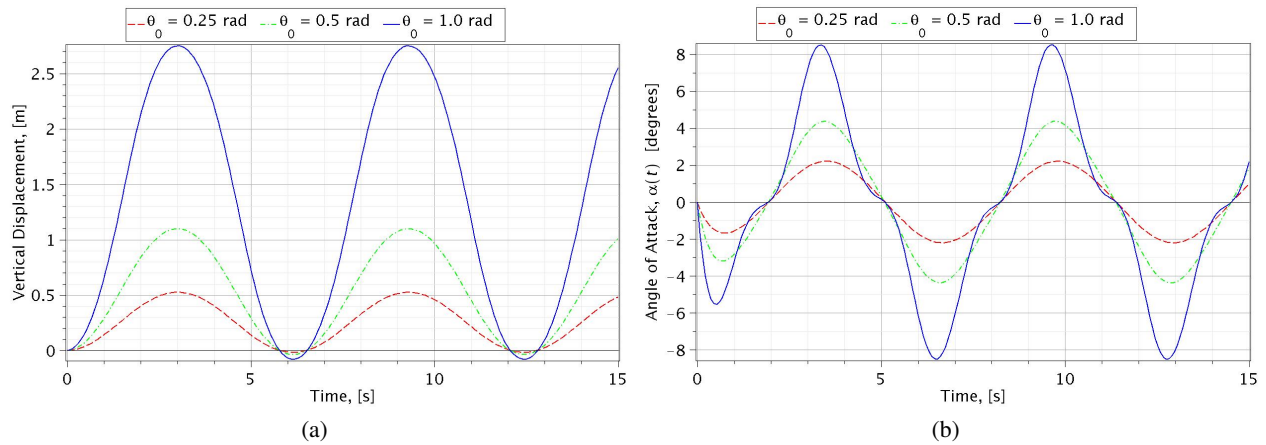 θ₀ = 0.25 rad θ₀ = 0.5 rad θ₀ = 1.0 rad
2.5
2
1.5
1
0.5
0
Vertical Displacement, [m]
0 5 10 15
Time, [s]
(a)
θ₀ = 0.25 rad θ₀ = 0.5 rad θ₀ = 1.0 rad
8
6
4
2
0
−2
−4
−6
−8
Angle of Attack, α(t) [degrees]
0 5 10 15
Time, [s]
(b)